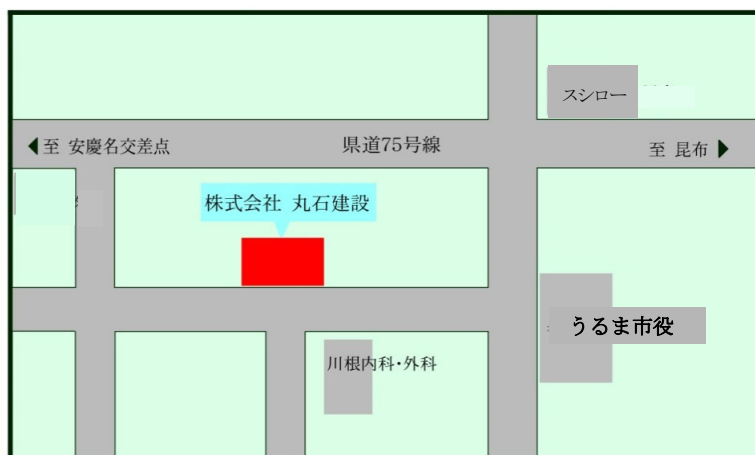 スシロー
◀至 安慶名交差点
県道75号線
至 昆布▶
株式会社 丸石建設
うるま市役
川根内科・外科